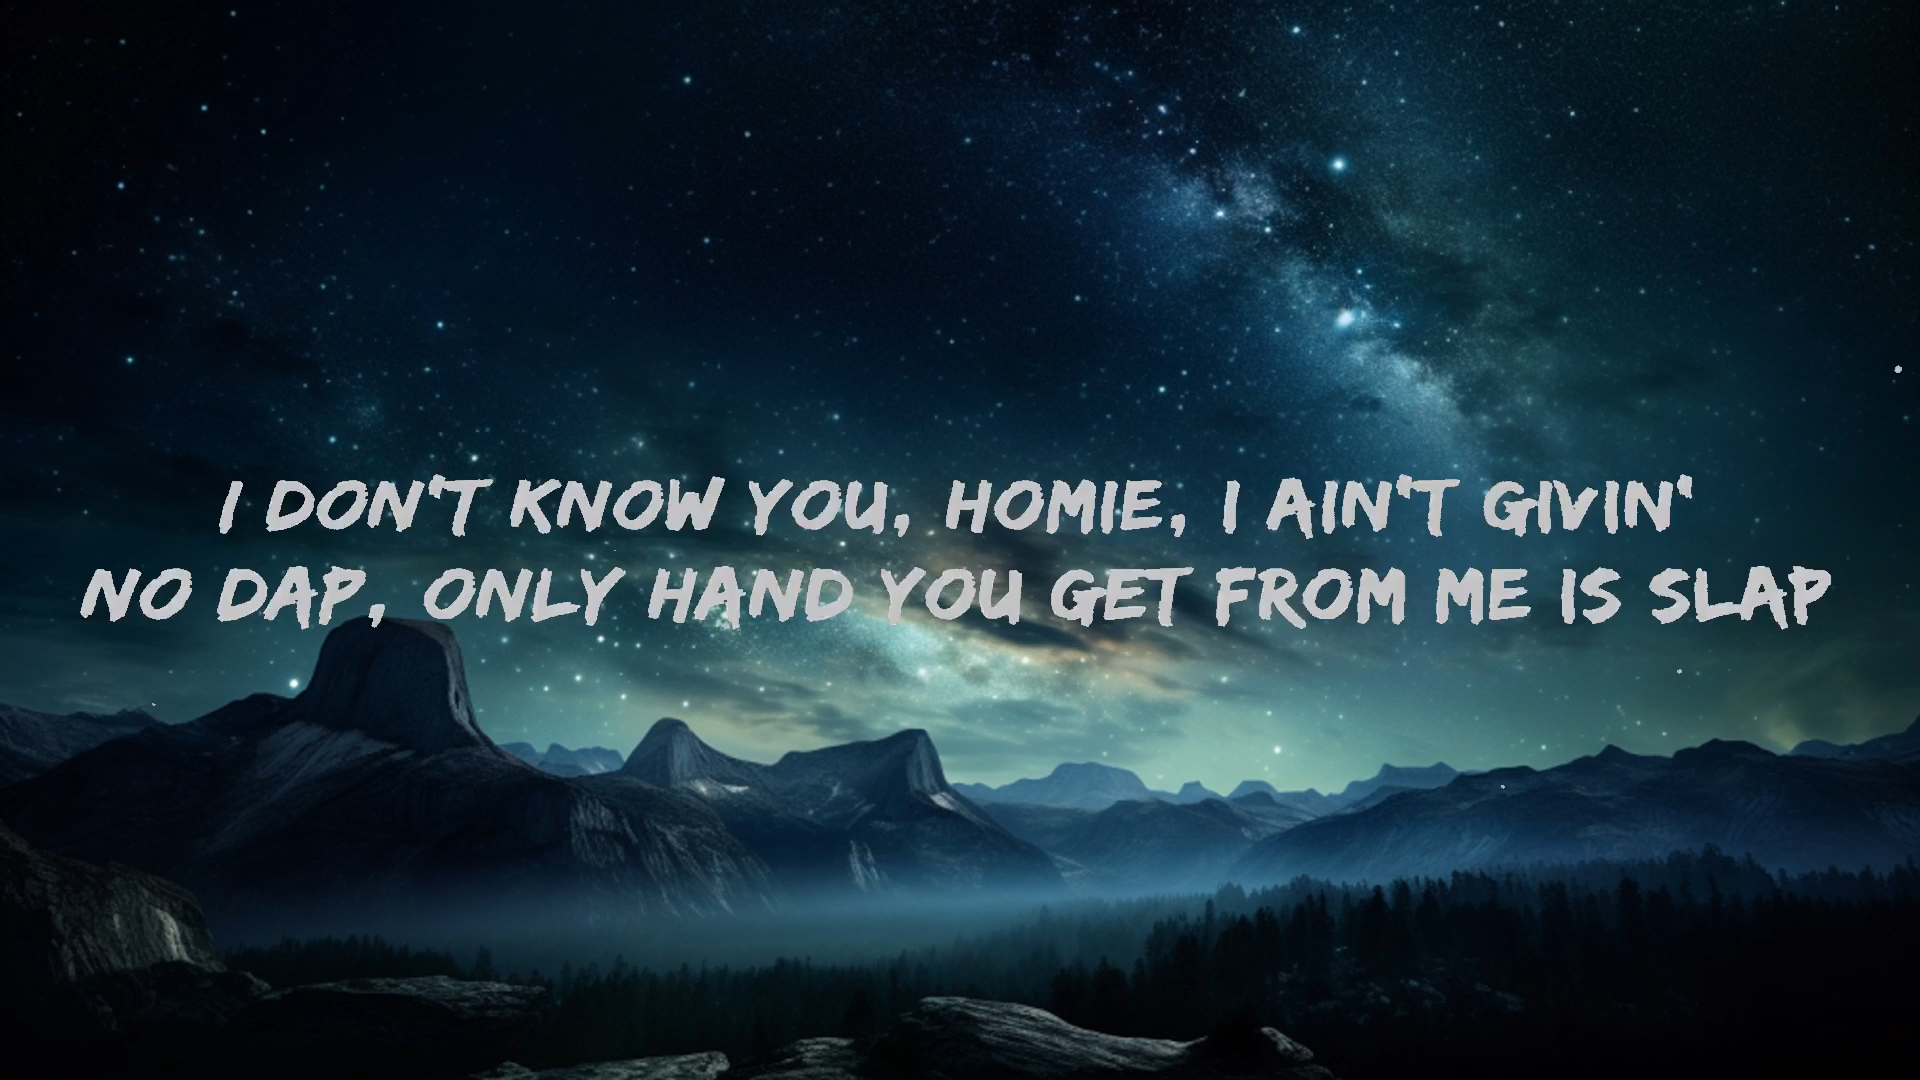 I DON'T KNOW YOU, HOMIE, I AIN'T GIVIN'
NO DAP, ONLY HAND YOU GET FROM ME IS SLAP